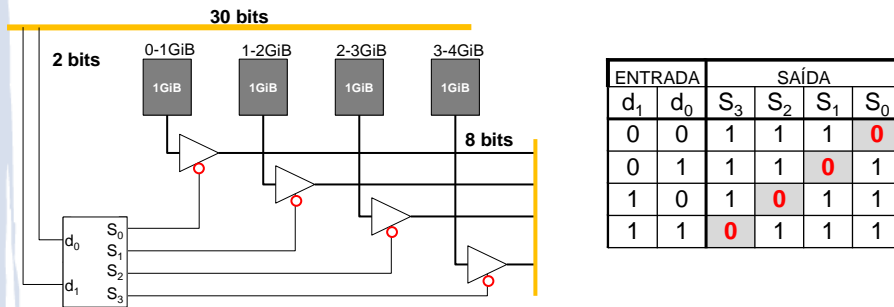 30 bits
2 bits
0-1GiB 1-2GiB 2-3GiB 3-4GiB
1GiB 1GiB 1GiB 1GiB
8 bits
d0 S0
S1
S2
d1 S3
ENTRADA SAÍDA
d1 d0 S3 S2 S1 S0
0 0 1 1 1 0
0 1 1 1 0 1
1 0 1 0 1 1
1 1 0 1 1 1